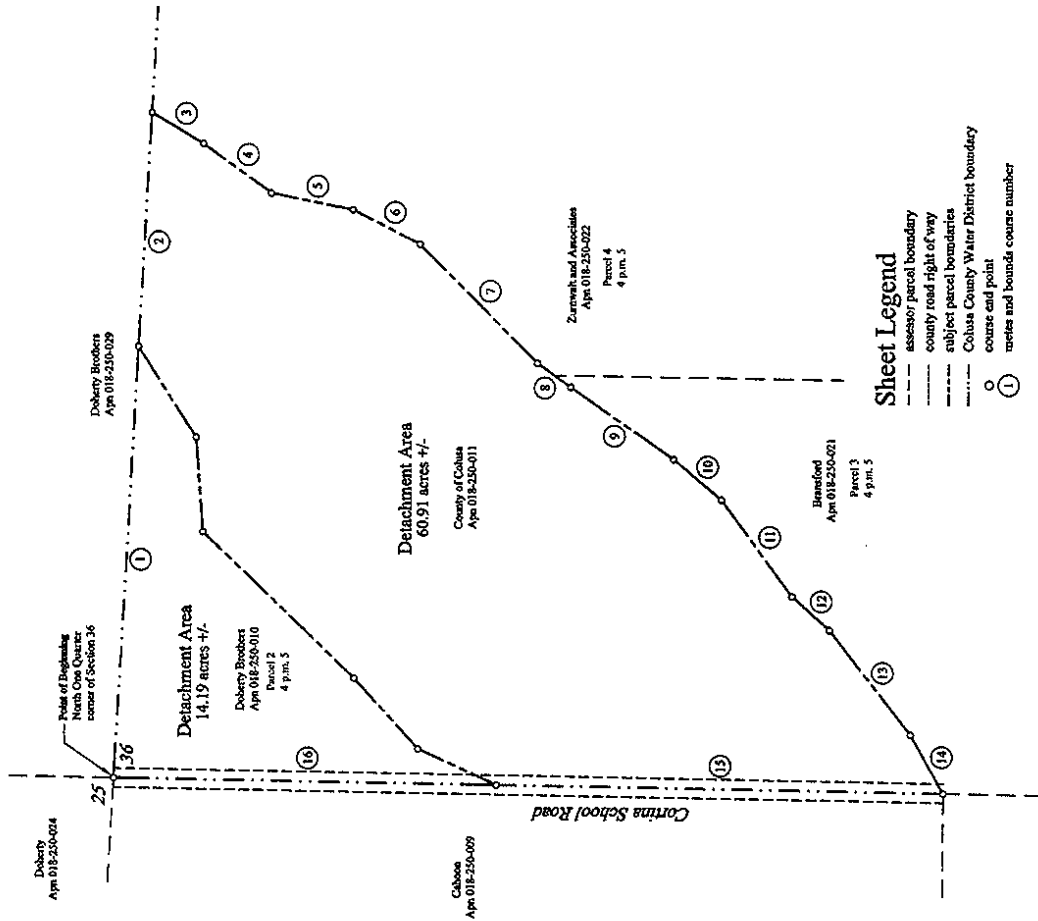 Doherty
Apn 018-250-024
25
36
Point of Beginning
North One Quarter
corner of Section 36
Doherty Brothers
Apn 018-250-029
1
2
3
4
5
6
7
8
9
10
11
12
13
14
15
16
Detachment Area
14.19 acres +/-
Doherty Brothers
Apn 018-250-010
Parcel 2
4 p.m. 5
Detachment Area
60.91 acres +/-
County of Colusa
Apn 018-250-011
Zumwalt and Associates
Apn 018-250-022
Parcel 4
4 p.m. 5
Cortina School Road
Cahoon
Apn 018-250-009
Bransford
Apn 018-250-021
Parcel 3
4 p.m. 5
Sheet Legend
assessor parcel boundary
county road right of way
subject parcel boundaries
Colusa County Water District boundary
course end point
1 metes and bounds course number